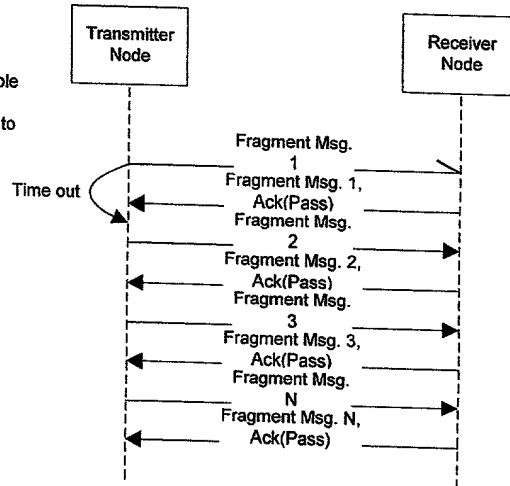 Transmitter
Node
Receiver
Node
to
Fragment Msg.
1
Time out
Fragment Msg. 1,
Ack(Pass)
Fragment Msg.
2
Fragment Msg. 2,
Ack(Pass)
Fragment Msg.
3
Fragment Msg. 3,
Ack(Pass)
Fragment Msg.
N
Fragment Msg. N,
Ack(Pass)